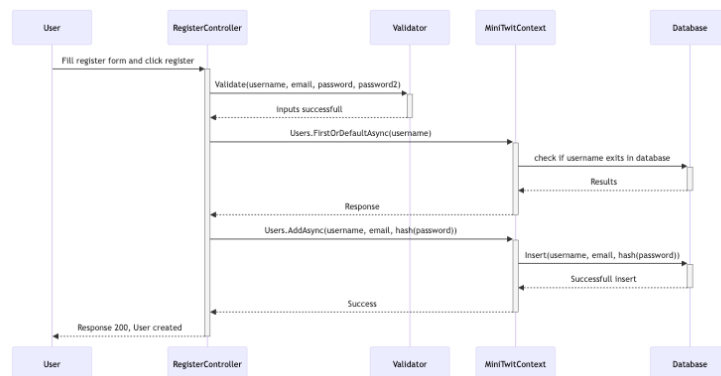 User RegisterController Validator MiniTwitContext Database
Fill register form and click register
Validate(username, email, password, password2)
Inputs successfull
Users.FirstOrDefaultAsync(username)
check if username exits in database
Results
Response
Users.AddAsync(username, email, hash(password))
Insert(username, email, hash(password))
Successfull insert
Success
Response 200, User created
User RegisterController Validator MiniTwitContext Database